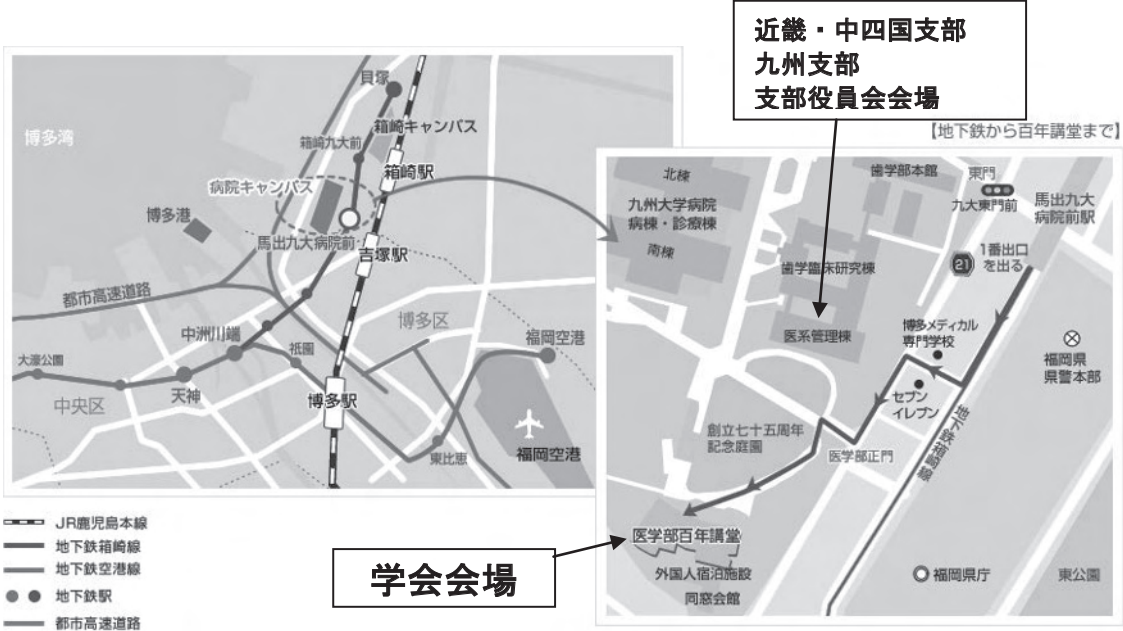 近畿・中四国支部
九州支部
支部役員会会場
【地下鉄から百年講堂まで】
博多湾
貝塚
箱崎キャンパス
箱崎九大前
箱崎駅
病院キャンパス
博多港
馬出九大病院前
吉塚駅
都市高速道路
中洲川端
祇園
博多区
福岡空港
大濠公園
天神
中央区
博多駅
東比恵
福岡空港
北棟
九州大学病院
病棟・診療棟
南棟
歯学部本館
東門
九大東門前
馬出九大
病院前駅
21
1番出口
を出る
歯学臨床研究棟
医系管理棟
博多メディカル
専門学校
福岡県
県警本部
セブン
イレブン
地下鉄箱崎線
創立七十五周年
記念庭園
医学部正門
医学部百年講堂
外国人宿泊施設
同窓会館
福岡県庁
東公園
学会会場
JR鹿児島本線
地下鉄箱崎線
地下鉄空港線
地下鉄駅
都市高速道路